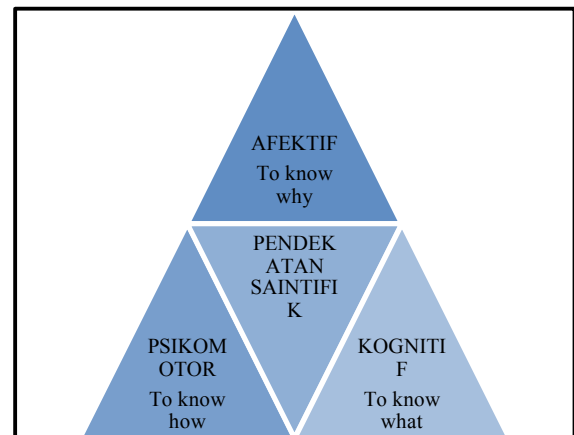 AFEKTIF
To know
why
PENDEK
ATAN
SAINTIFI
K
PSIKOM
OTOR
To know
how
KOGNITI
F
To know
what